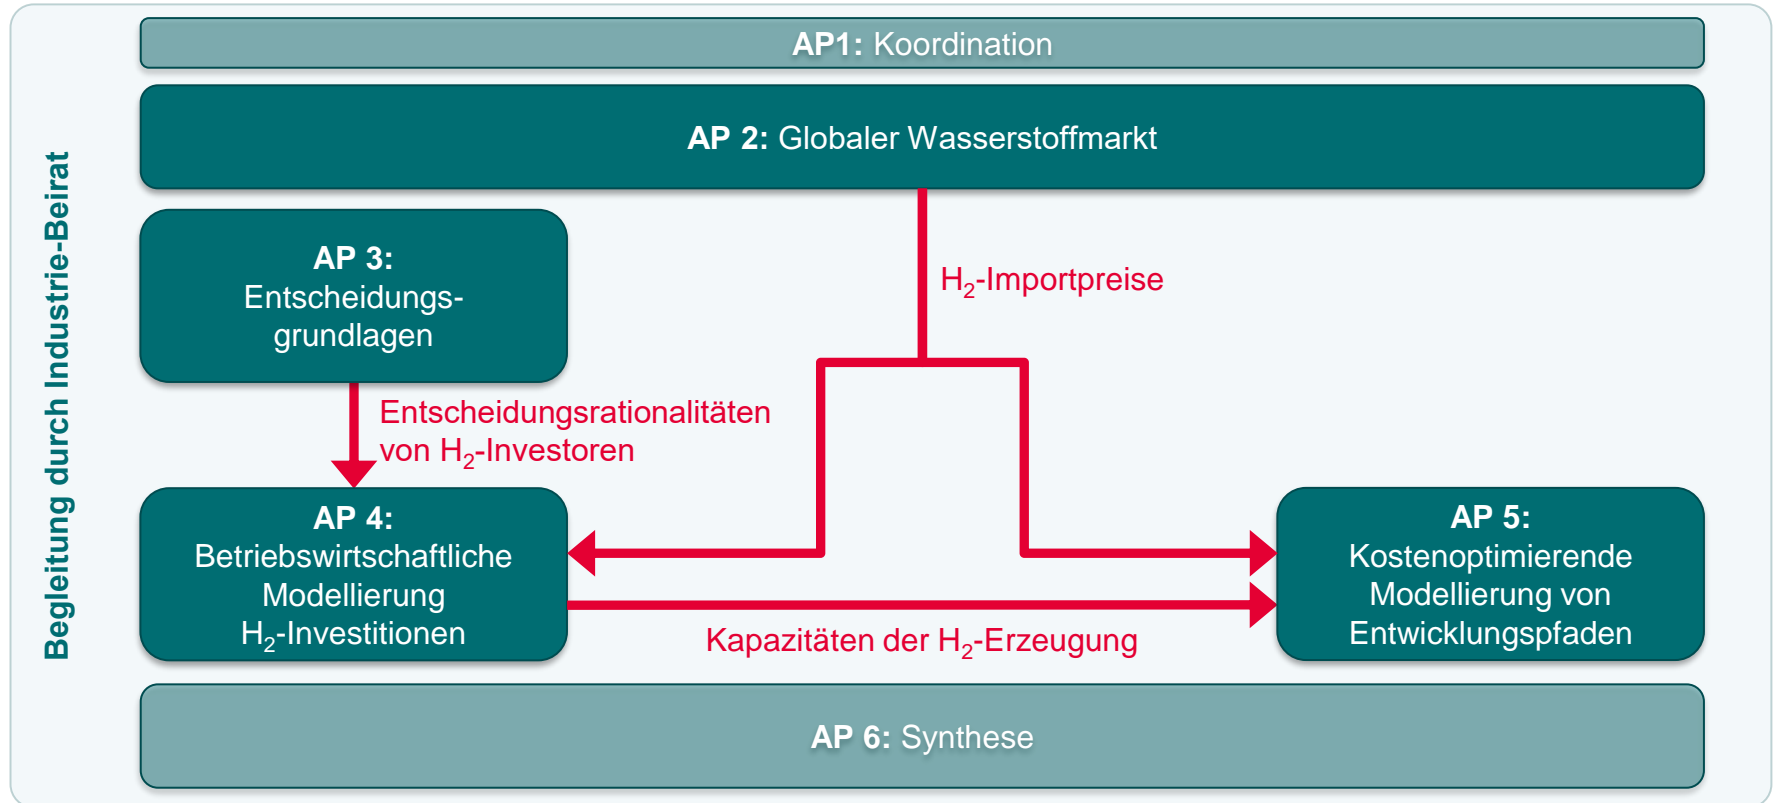 AP1: Koordination
AP 2: Globaler Wasserstoffmarkt
Begleitung durch Industrie-Beirat
AP 3:
Entscheidungs-
grundlagen
H₂-Importpreise
Entscheidungsrationalitäten
von H₂-Investoren
AP 4:
Betriebswirtschaftliche
Modellierung
H₂-Investitionen
AP 5:
Kostenoptimierende
Modellierung von
Entwicklungspfaden
Kapazitäten der H₂-Erzeugung
AP 6: Synthese